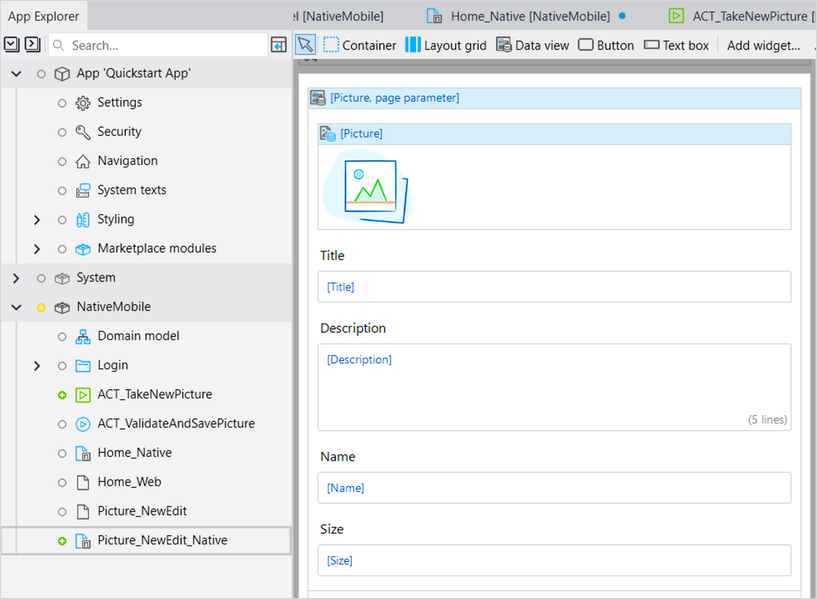 App Explorer
el [NativeMobile]
Home_Native [NativeMobile]
ACT_TakeNewPicture [
Search...
Container
Layout grid
Data view
Button
Text box
Add widget...
App 'Quickstart App'
Settings
Security
Navigation
System texts
Styling
Marketplace modules
System
NativeMobile
Domain model
Login
ACT_TakeNewPicture
ACT_ValidateAndSavePicture
Home_Native
Home_Web
Picture_NewEdit
Picture_NewEdit_Native
[Picture, page parameter]
[Picture]
Title
[Title]
Description
[Description]
(5 lines)
Name
[Name]
Size
[Size]